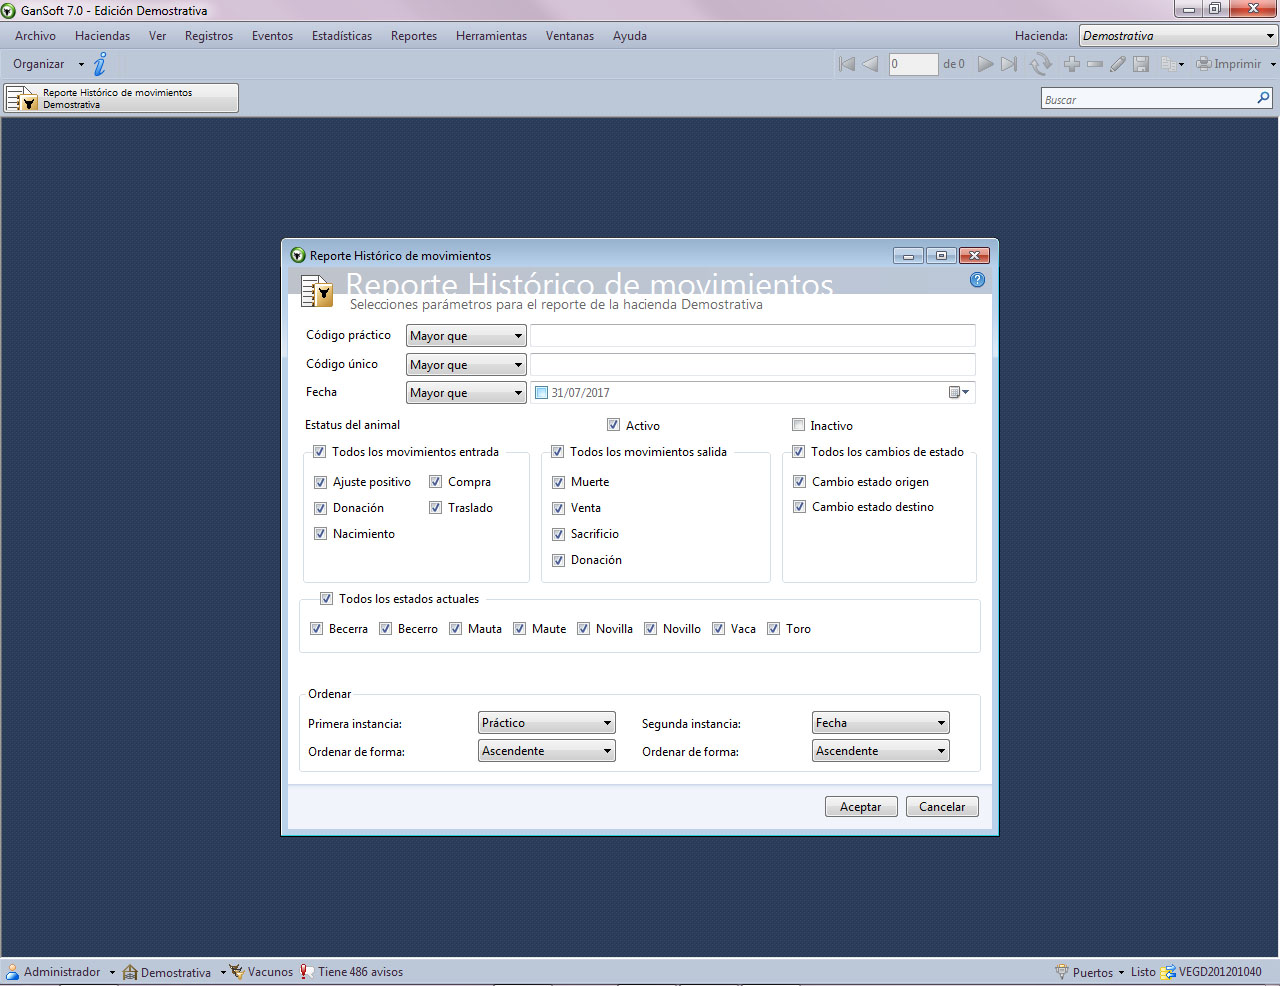 GanSoft 7.0 - Edición Demostrativa
Archivo Haciendas Ver Registros Eventos Estadísticas Reportes Herramientas Ventanas Ayuda Hacienda: Demostrativa
Organizar 0 de 0 Imprimir
Reporte Histórico de movimientos
Demostrativa
Buscar
Reporte Histórico de movimientos
Reporte Histórico de movimientos
Selecciones parámetros para el reporte de la hacienda Demostrativa
Código práctico Mayor que
Código único Mayor que
Fecha Mayor que 31/07/2017
Estatus del animal Activo Inactivo
Todos los movimientos entrada Todos los movimientos salida Todos los cambios de estado
Ajuste positivo Compra Muerte Cambio estado origen
Donación Traslado Venta Cambio estado destino
Nacimiento Sacrificio
Donación
Todos los estados actuales
Becerra Becerro Mauta Maute Novilla Novillo Vaca Toro
Ordenar
Primera instancia: Práctico Segunda instancia: Fecha
Ordenar de forma: Ascendente Ordenar de forma: Ascendente
Aceptar Cancelar
Administrador Demostrativa Vacunos Tiene 486 avisos Puertos Listo VEGD201201040